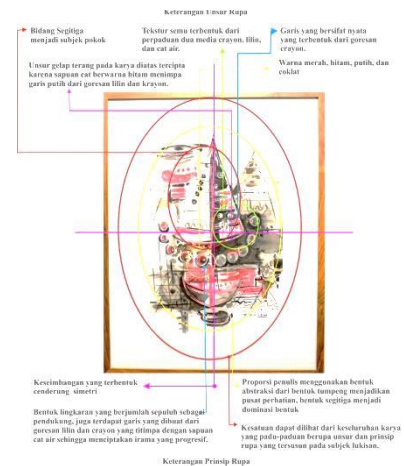 Keterangan Unsur Rupa
Bidang Segitiga
menjadi subjek pokok
Tekstur semu terbentuk dari
perpaduan dua media crayon, lilin,
dan cat air.
Garis yang bersifat nyata
yang terbentuk dari goresan
crayon.
Unsur gelap terang pada karya diatas tercipta
karena sapuan cat berwarna hitam menimpa
garis putih dari goresan lilin dan krayon.
Warna merah, hitam, putih, dan
coklat
Keseimbangan yang terbentuk
cenderung simetri
Bentuk lingkaran yang berjumlah sepuluh sebagai
pendukung, juga terdapat garis yang dibuat dari
goresan lilin dan crayon yang titimpa dengan sapuan
cat air sehingga menciptakan irama yang progresif.
Proporsi penulis menggunakan bentuk
abstraksi dari bentuk tumpeng menjadikan
pusat perhatian, bentuk segitiga menjadi
dominasi bentuk
Kesatuan dapat dilihat dari keseluruhan karya
yang padu-paduan berupa unsur dan prinsip
rupa yang tersusun pada subjek lukisan.
Keterangan Prinsip Rupa